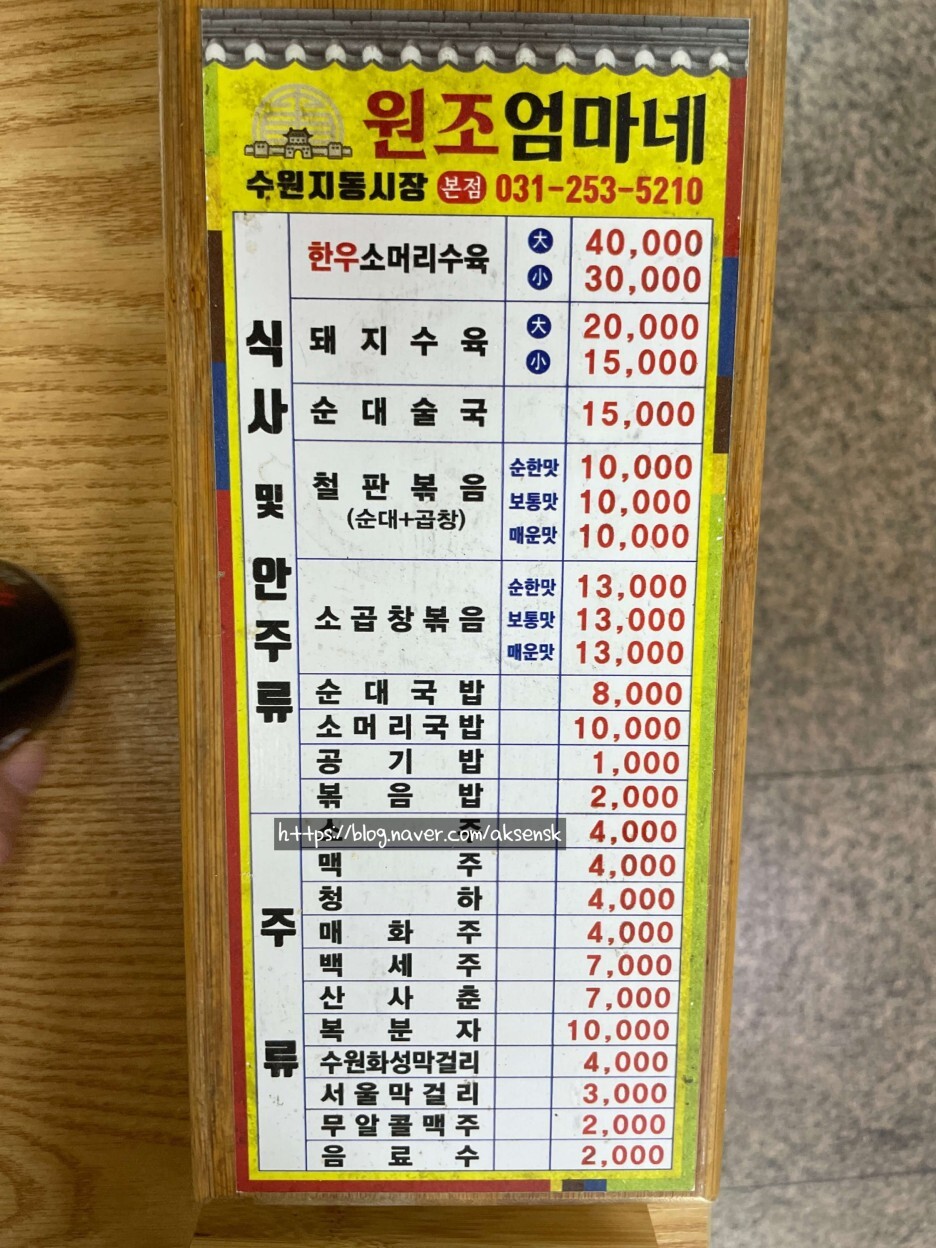 원조엄마네
수원지동시장 본점 031-253-5210
식사 및 안주류
한우소머리수육 大 40,000
小 30,000
돼지수육 大 20,000
小 15,000
순대술국 15,000
철판볶음 (순대+곱창) 순한맛 10,000
보통맛 10,000
매운맛 10,000
소곱창볶음 순한맛 13,000
보통맛 13,000
매운맛 13,000
순대국밥 8,000
소머리국밥 10,000
공기밥 1,000
볶음밥 2,000
주류
소주 4,000
https://blog.naver.com/aksensk
맥주 4,000
청하 4,000
매화주 4,000
백세주 7,000
산사춘 7,000
복분자 10,000
수원화성막걸리 4,000
서울막걸리 3,000
무알콜맥주 2,000
음료수 2,000